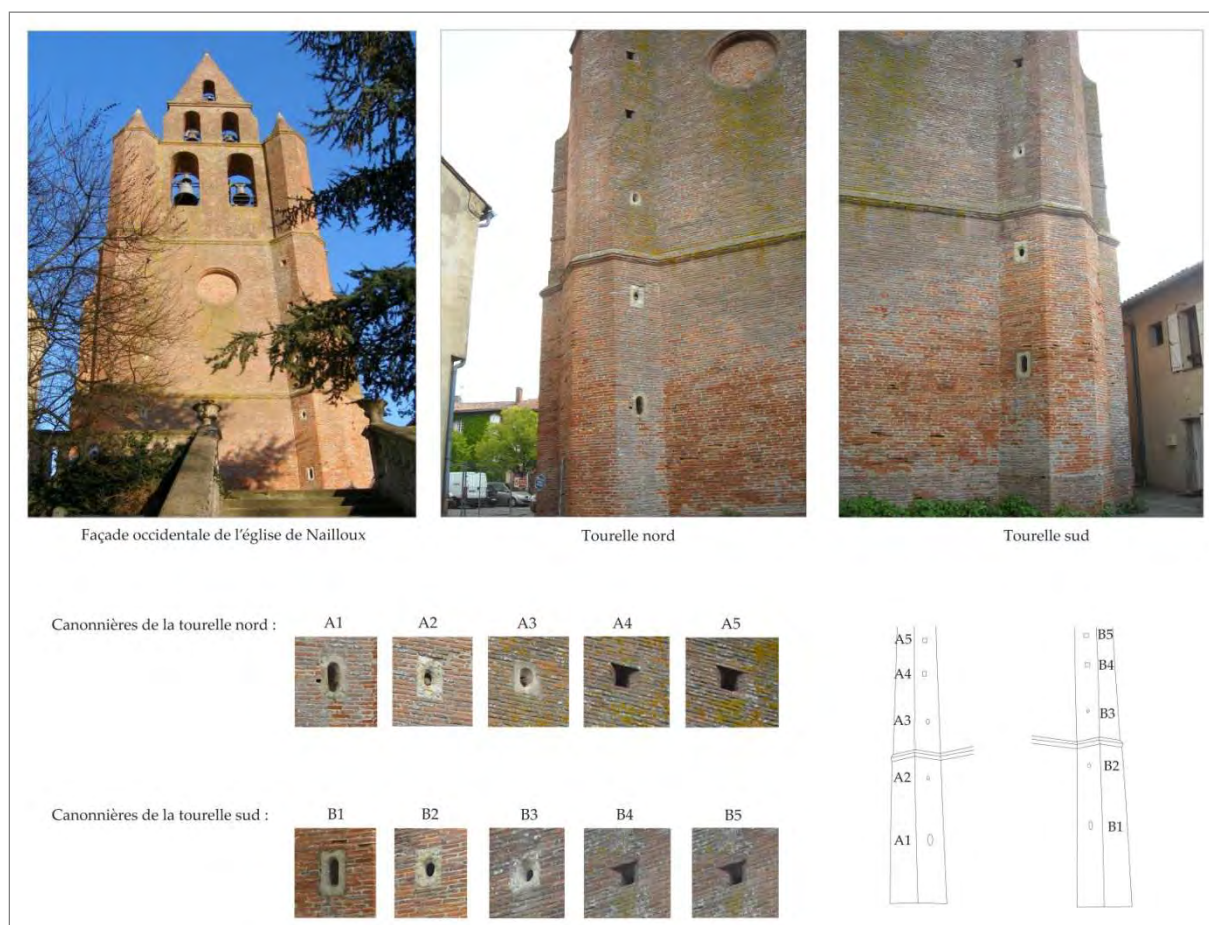 Façade occidentale de l'église de Nailloux
Tourelle nord
Tourelle sud
Canonnières de la tourelle nord :
A1 A2 A3 A4 A5
Canonnières de la tourelle sud :
B1 B2 B3 B4 B5
A5
A4
A3
A2
A1
B5
B4
B3
B2
B1